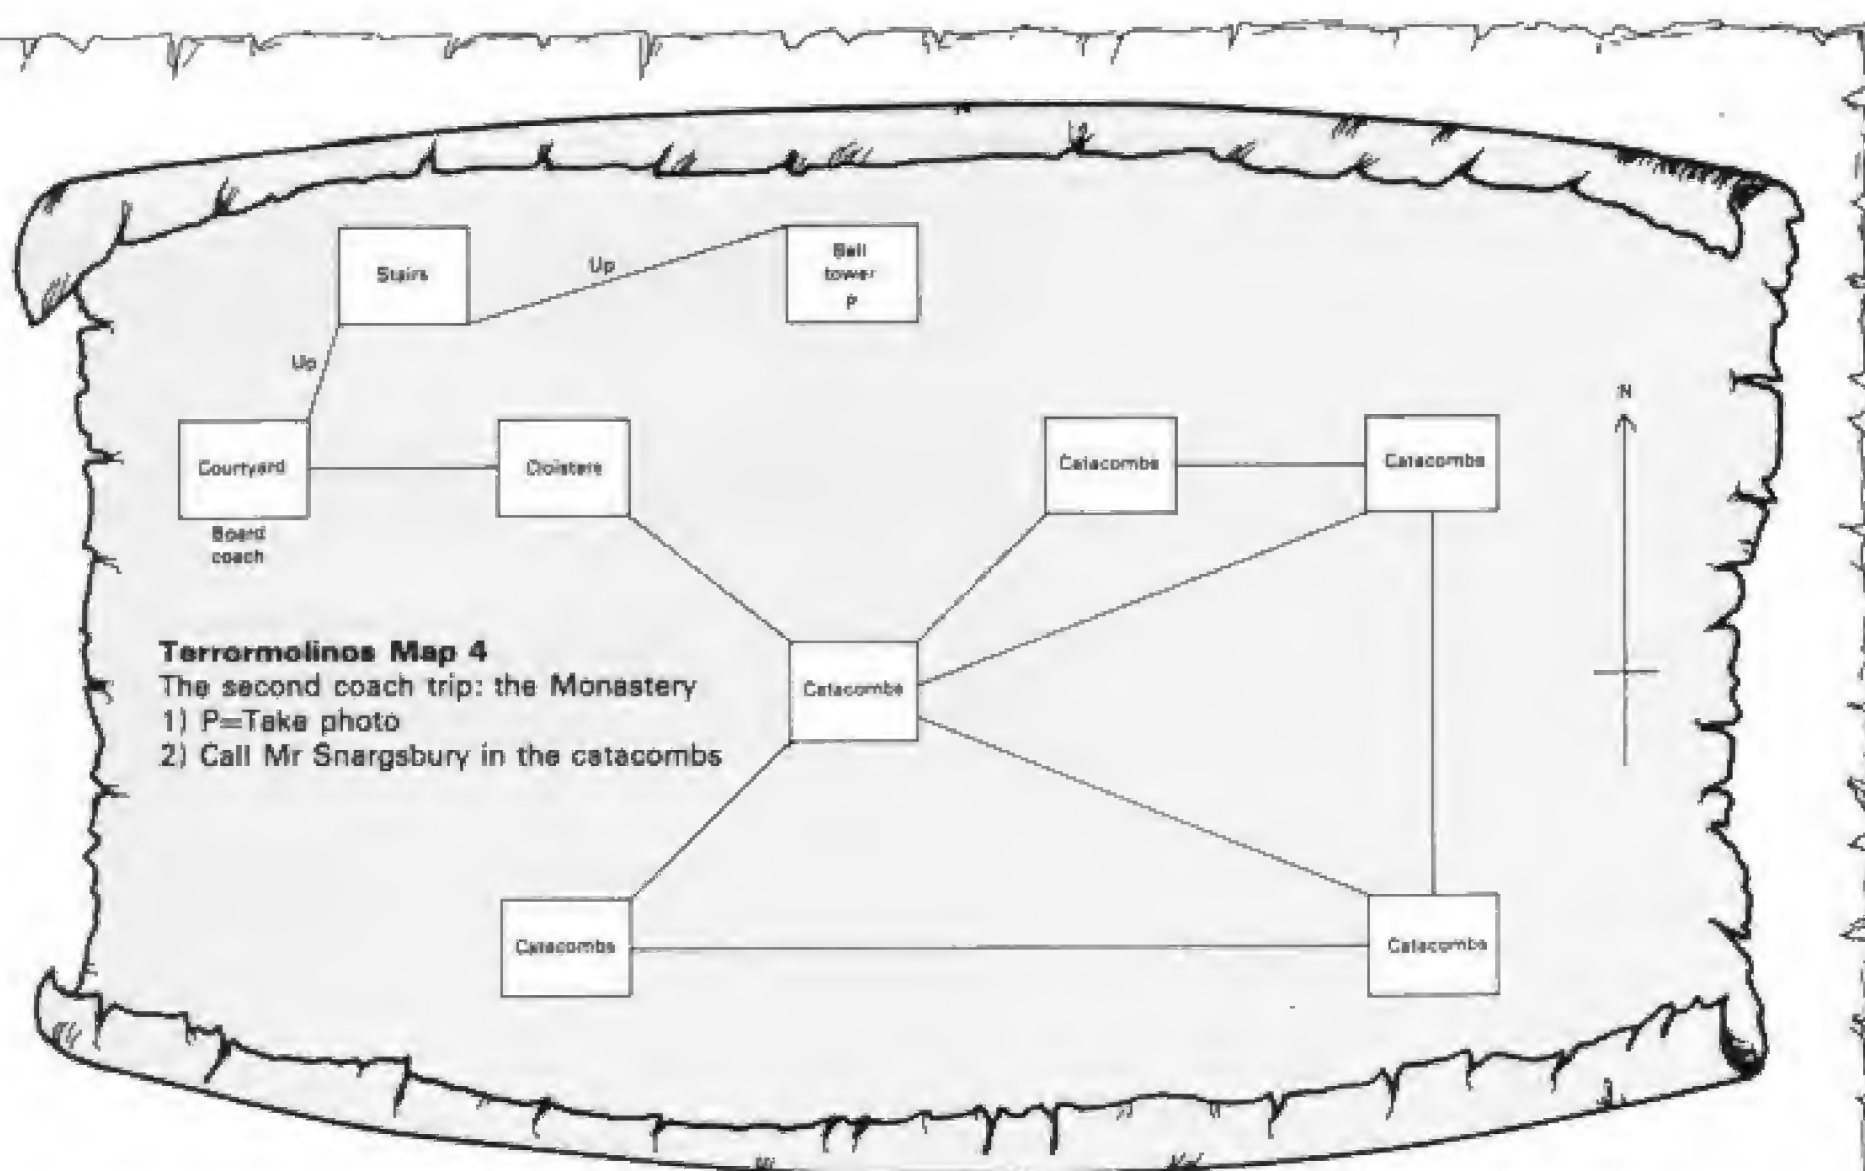 Stairs
Up
Bell
tower
P
Up
N
Courtyard
Cloisters
Catacombs
Catacombs
Board
coach
Terrormolinos Map 4
The second coach trip: the Monastery
1) P=Take photo
2) Call Mr Snargsbury in the catacombs
Catacombs
Catacombs
Catacombs